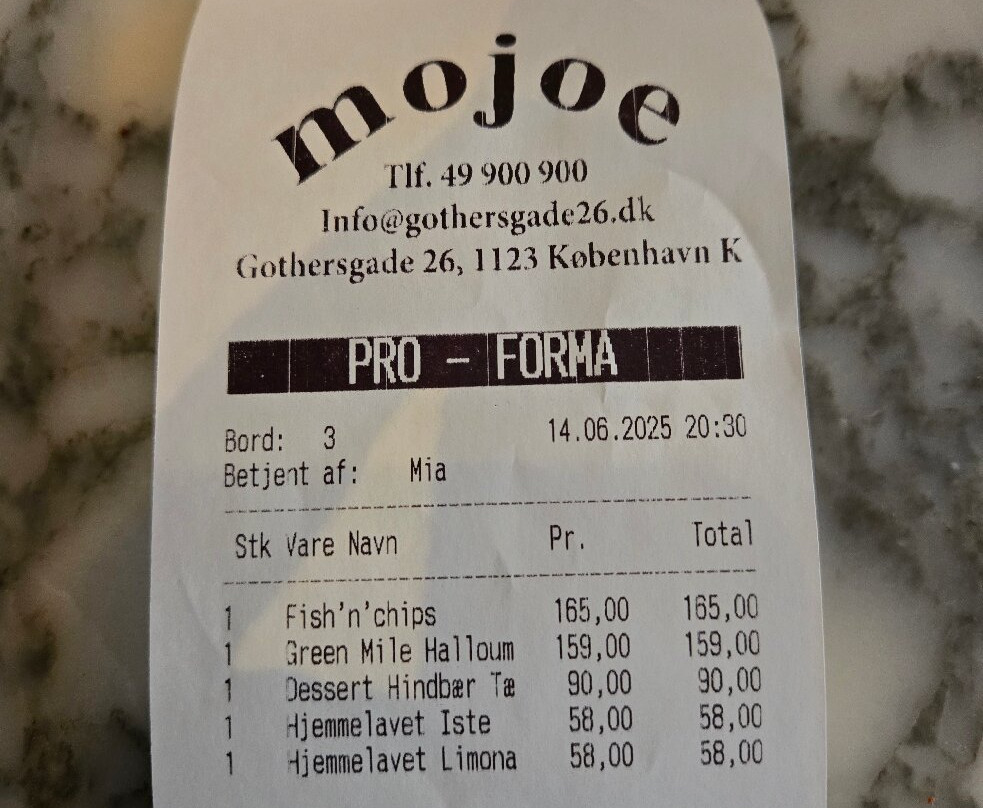 mojoe
Tlf. 49 900 900
Info@gothersgade26.dk
Gothersgade 26, 1123 København K
PRO - FORMA
Bord: 3 14.06.2025 20:30
Betjent af: Mia
Stk Vare Navn Pr. Total
1 Fish'n'chips 165,00 165,00
1 Green Mile Halloum 159,00 159,00
1 Dessert Hindbær Tæ 90,00 90,00
1 Hjemmelavet Iste 58,00 58,00
1 Hjemmelavet Limona 58,00 58,00